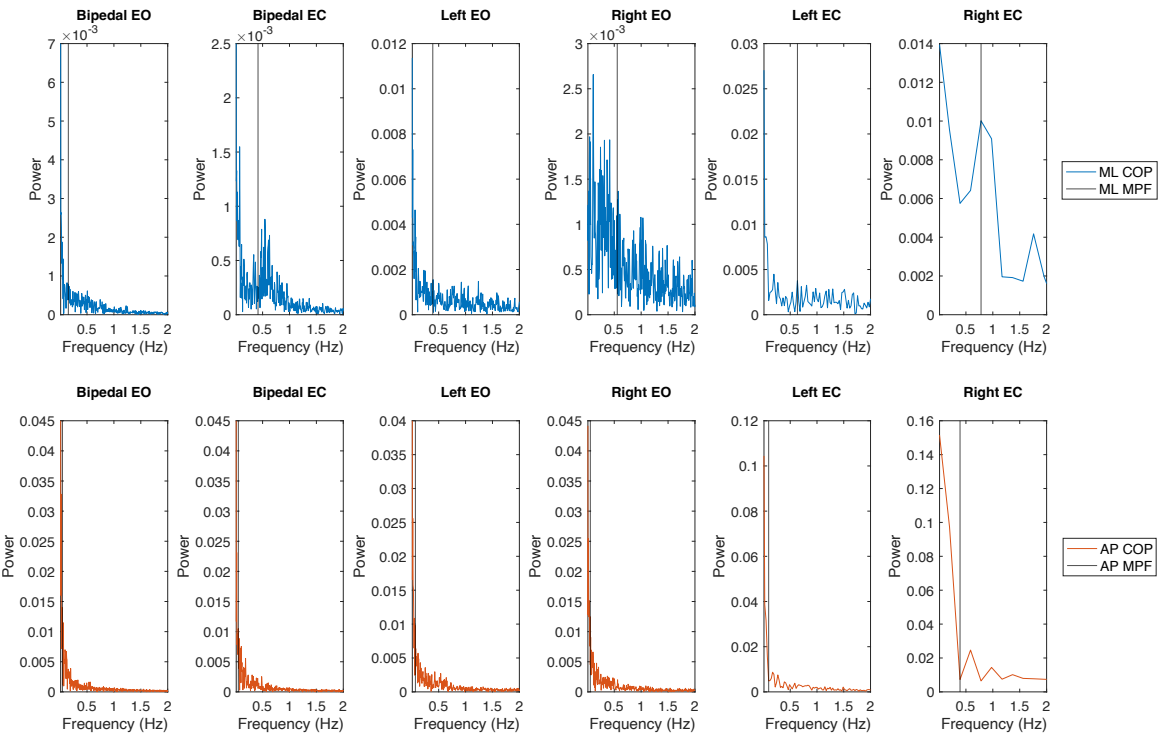 Bipedal EO Bipedal EC Left EO Right EO Left EC Right EC
×10⁻³ ×10⁻³ ×10⁻³
7 2.5 0.012 3 0.03 0.014
6 5 4 3 2 1 0
2 1.5 1 0.5 0
0.01 0.008 0.006 0.004 0.002 0
2.5 2 1.5 1 0.5 0
0.025 0.02 0.015 0.01 0.005 0
0.012 0.01 0.008 0.006 0.004 0.002 0
Power Power Power Power Power Power
0.5 1 1.5 2 0.5 1 1.5 2 0.5 1 1.5 2 0.5 1 1.5 2 0.5 1 1.5 2 0.5 1 1.5 2
Frequency (Hz) Frequency (Hz) Frequency (Hz) Frequency (Hz) Frequency (Hz) Frequency (Hz)
ML COP
ML MPF
Bipedal EO Bipedal EC Left EO Right EO Left EC Right EC
0.045 0.045 0.04 0.045 0.12 0.16
0.04 0.035 0.03 0.025 0.02 0.015 0.01 0.005 0
0.04 0.035 0.03 0.025 0.02 0.015 0.01 0.005 0
0.035 0.03 0.025 0.02 0.015 0.01 0.005 0
0.04 0.035 0.03 0.025 0.02 0.015 0.01 0.005 0
0.1 0.08 0.06 0.04 0.02 0
0.14 0.12 0.1 0.08 0.06 0.04 0.02 0
Power Power Power Power Power Power
0.5 1 1.5 2 0.5 1 1.5 2 0.5 1 1.5 2 0.5 1 1.5 2 0.5 1 1.5 2 0.5 1 1.5 2
Frequency (Hz) Frequency (Hz) Frequency (Hz) Frequency (Hz) Frequency (Hz) Frequency (Hz)
AP COP
AP MPF